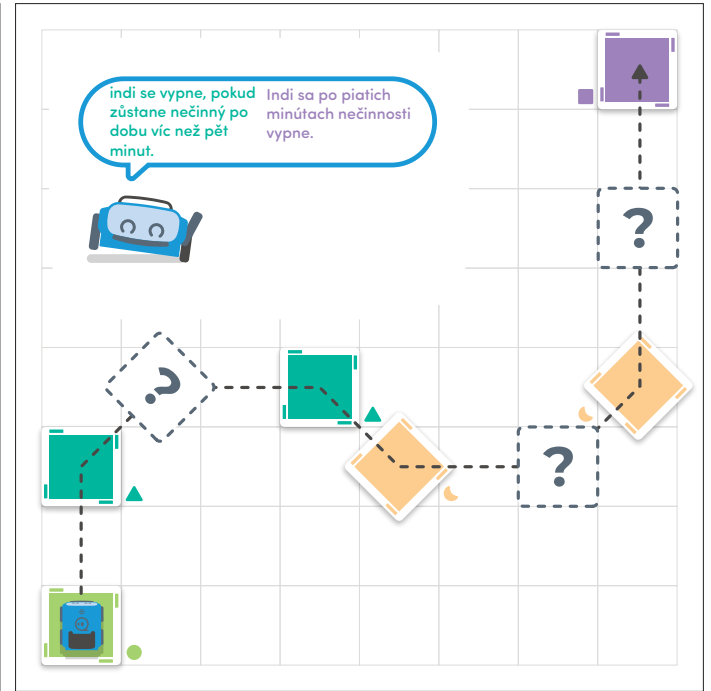 indi se vypne, pokud
zůstane nečinný po
dobu víc než pět
minut.
Indi sa po piatich
minútach nečinnosti
vypne.
?
?
?
?